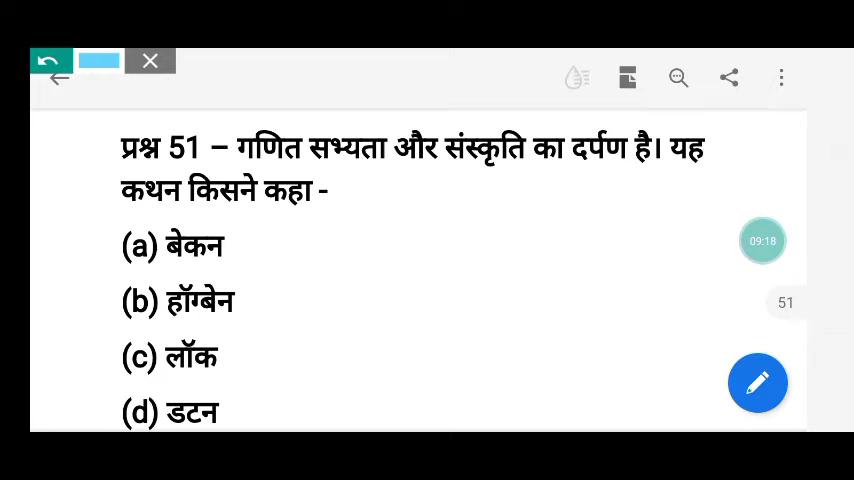 प्रश्न 51 – गणित सभ्यता और संस्कृति का दर्पण है। यह
कथन किसने कहा -
(a) बेकन
09:18
(b) हॉग्बेन
51
(c) लॉक
(d) डटन